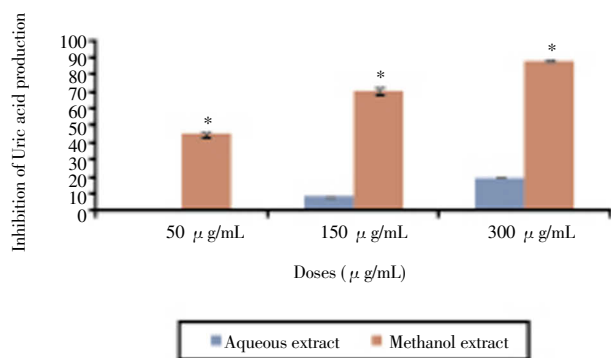 Inhibition of Uric acid production
100
90
80
70
60
50
40
30
20
10
0
*
*
*
50 μ g/mL
150 μ g/mL
300 μ g/mL
Doses (μ g/mL)
Aqueous extract
Methanol extract